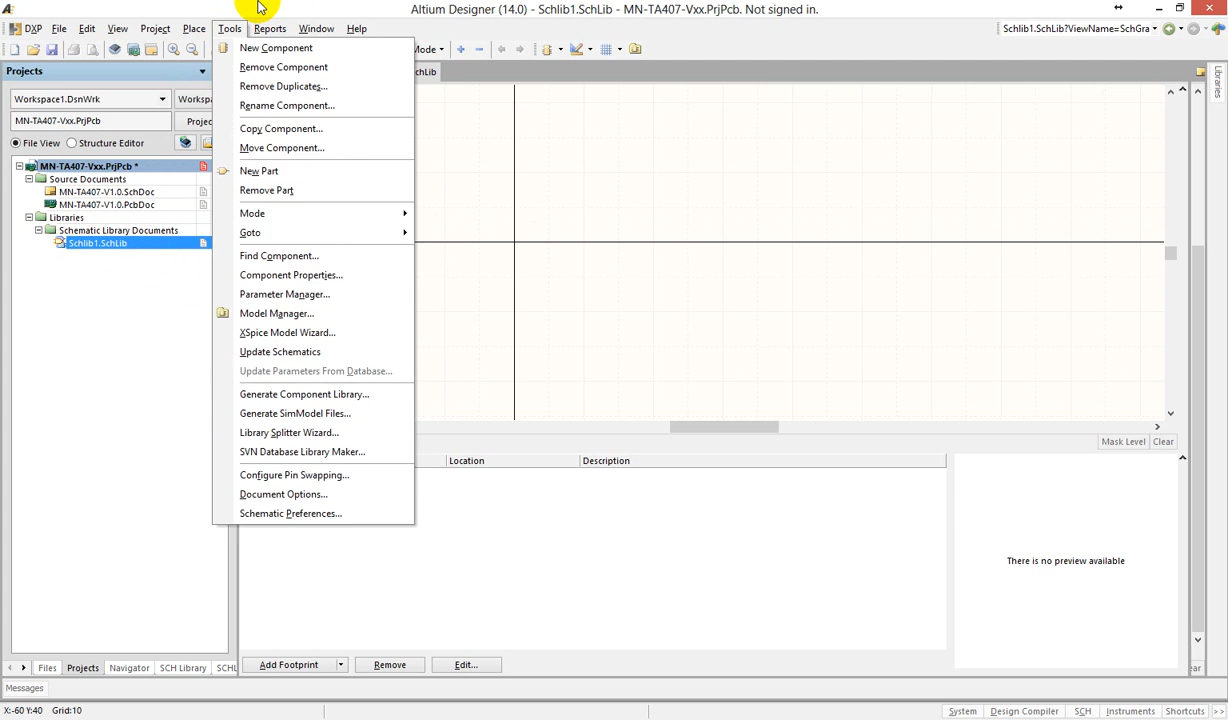 Altium Designer (14.0) - Schlib1.SchLib - MN-TA407-Vxx.PrjPcb. Not signed in.
DXP File Edit View Project Place Tools Reports Window Help
Schlib1.SchLib?ViewName=SchGra
Mode
Projects
chLib
Workspace1.DsnWrk
Workspa
MN-TA407-Vxx.PrjPcb
Projec
File View
Structure Editor
MN-TA407-Vxx.PrjPcb *
Source Documents
MN-TA407-V1.0.SchDoc
MN-TA407-V1.0.PcbDoc
Libraries
Schematic Library Documents
Schlib1.SchLib
New Component
Remove Component
Remove Duplicates...
Rename Component...
Copy Component...
Move Component...
New Part
Remove Part
Mode
Goto
Find Component...
Component Properties...
Parameter Manager...
Model Manager...
XSpice Model Wizard...
Update Schematics
Update Parameters From Database...
Generate Component Library...
Generate SimModel Files...
Library Splitter Wizard...
SVN Database Library Maker...
Configure Pin Swapping...
Document Options...
Schematic Preferences...
Libraries
Mask Level
Clear
Location
Description
There is no preview available
Add Footprint
Remove
Edit...
ear
Files Projects Navigator SCH Library SCHL
Messages
X:-60 Y:40 Grid:10
System Design Compiler SCH Instruments Shortcuts >>